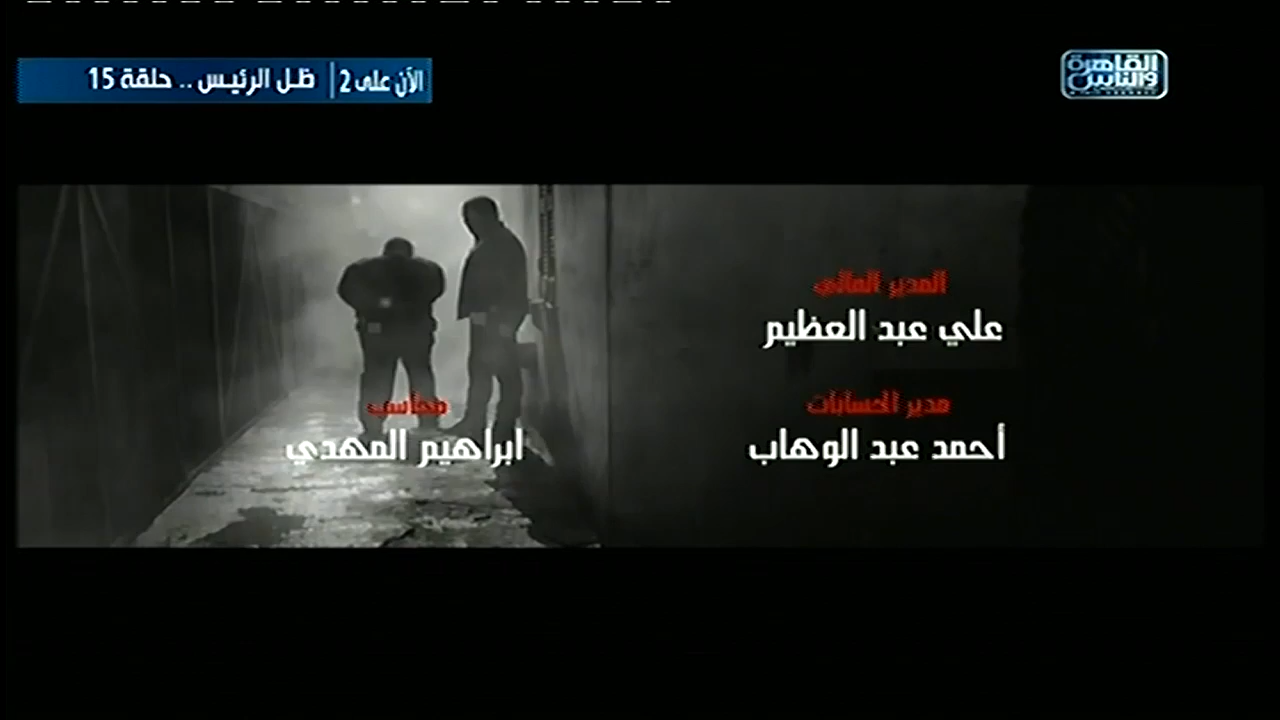 الآن على 2 | ظل الرئيس .. حلقة 15
القاهرة
والناس
المدير المالي
علي عبد العظيم
مدير الحسابات
أحمد عبد الوهاب
محاسب
ابراهيم المهدي